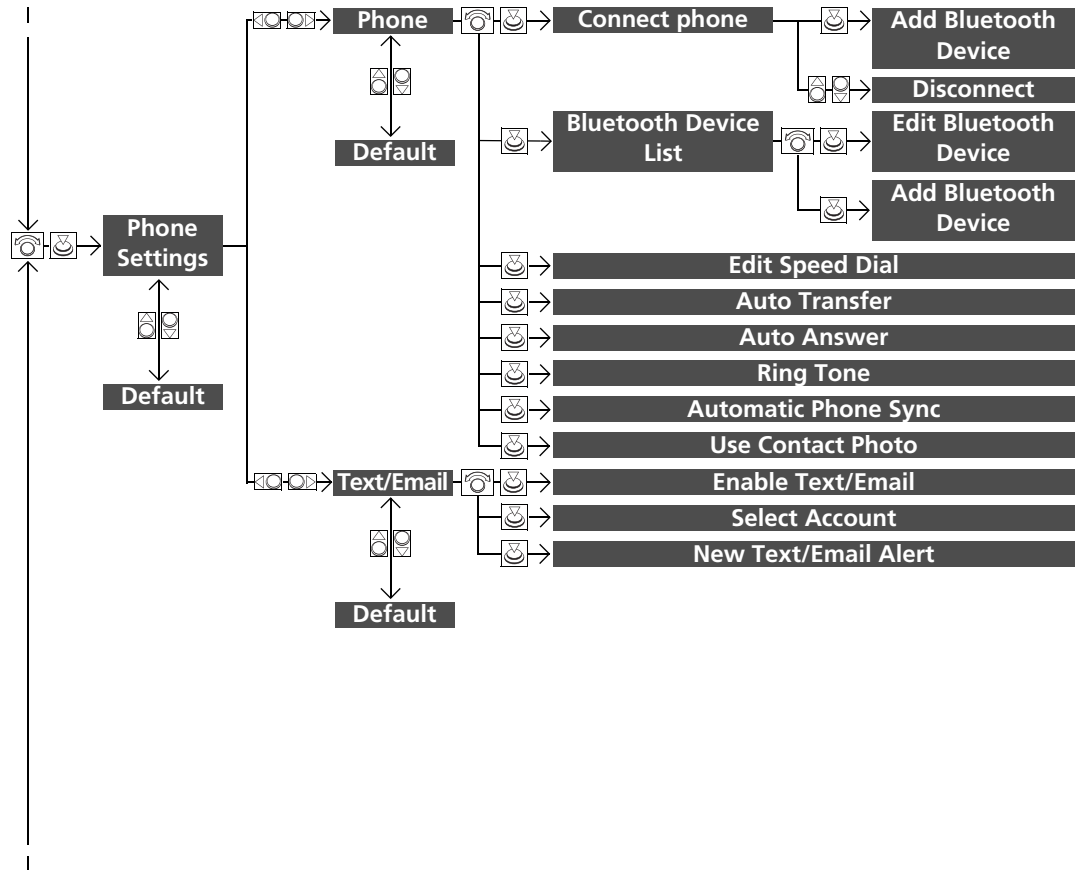 Phone
Connect phone
Add Bluetooth
Device
Disconnect
Default
Bluetooth Device
List
Edit Bluetooth
Device
Add Bluetooth
Device
Phone
Settings
Default
Edit Speed Dial
Auto Transfer
Auto Answer
Ring Tone
Automatic Phone Sync
Use Contact Photo
Text/Email
Enable Text/Email
Select Account
New Text/Email Alert
Default